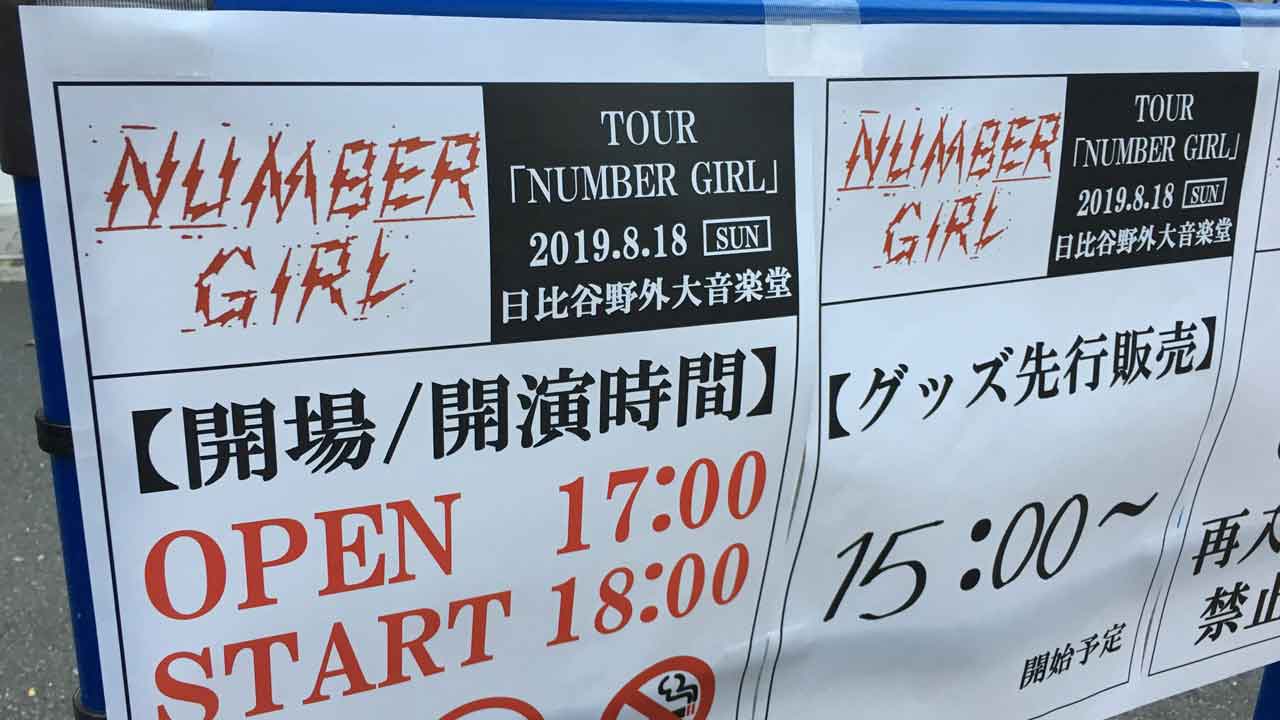 NUMBER
GIRL
TOUR
「NUMBER GIRL」
2019.8.18 SUN
日比谷野外大音楽堂
【開場/開演時間】
OPEN 17:00
START 18:00
NUMBER
GIRL
TOUR
「NUMBER GIRL」
2019.8.18 SUN
日比谷野外大音楽堂
【グッズ先行販売】
15:00～
開始予定
再入
禁止